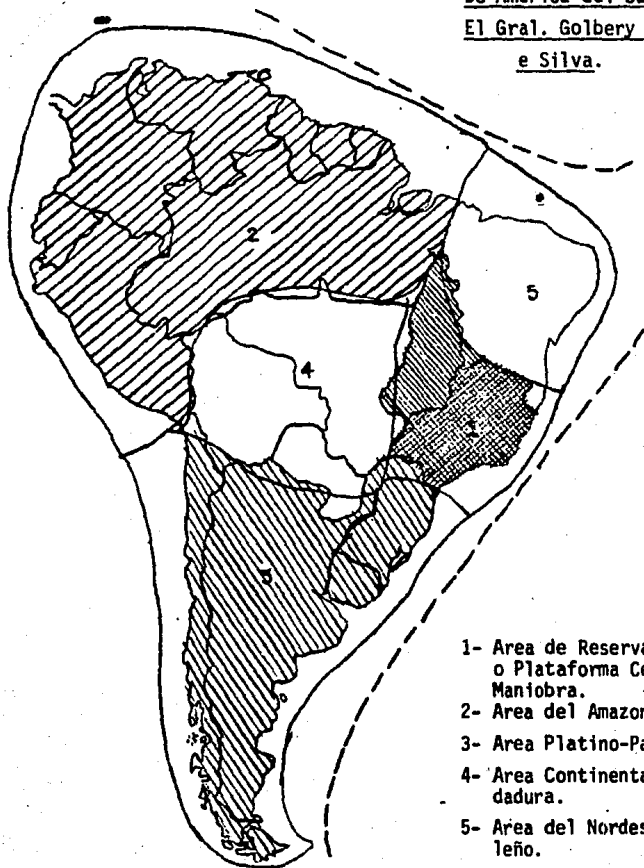 El Gral. Golbery
e Silva.
2
5
4
1
3
1- Area de Reserva
o Plataforma Ce
Maniobra.
2- Area del Amazon
3- Area Platino-Pa
4- Area Continenta
dadura.
5- Area del Nordes
leño.